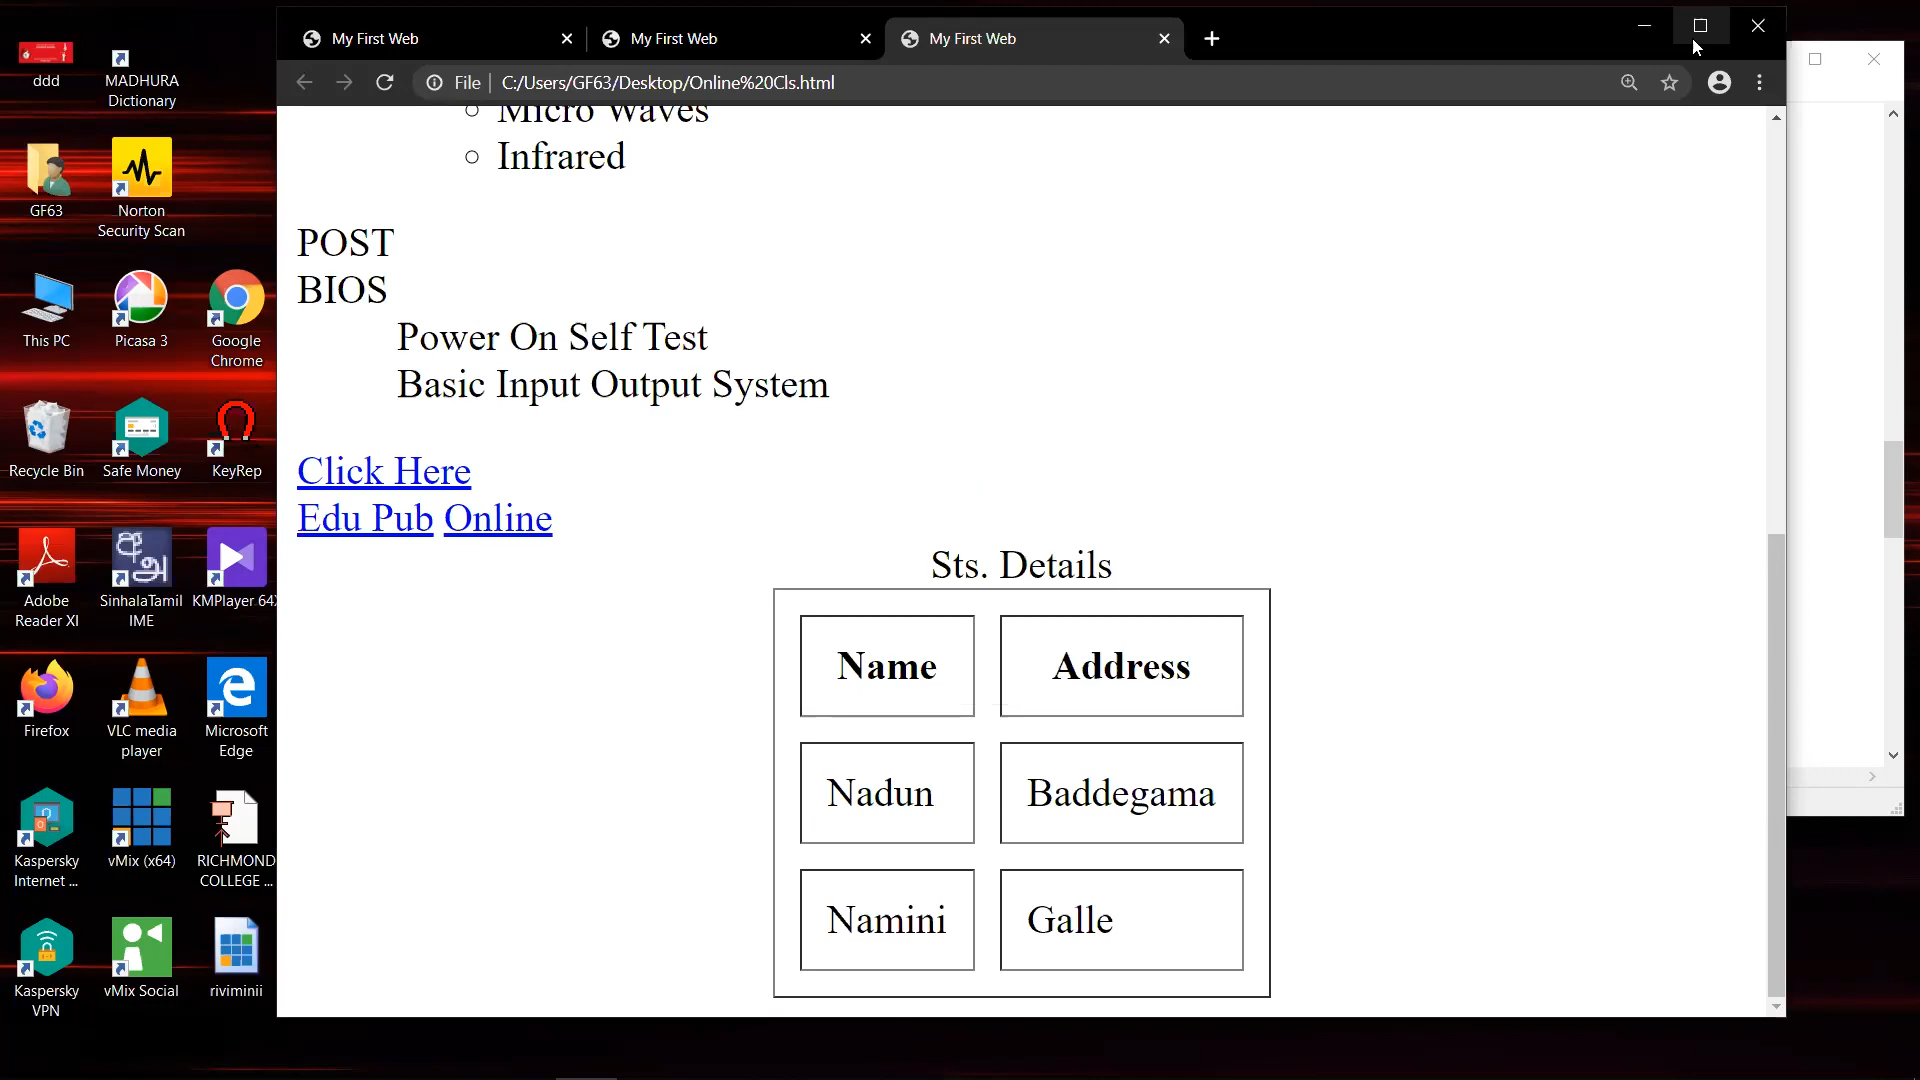 My First Web
My First Web
My First Web
File
C:/Users/GF63/Desktop/Online%20Cls.html
ddd
MADHURA
Dictionary
GF63
Norton
Security Scan
This PC
Picasa 3
Google
Chrome
Recycle Bin
Safe Money
KeyRep
Adobe
Reader XI
SinhalaTamil
IME
KMPlayer 64X
Firefox
VLC media
player
Microsoft
Edge
Kaspersky
Internet ...
vMix (x64)
RICHMOND
COLLEGE ...
Kaspersky
VPN
vMix Social
riviminii
Micro Waves
Infrared
POST
BIOS
Power On Self Test
Basic Input Output System
Click Here
Edu Pub Online
Sts. Details
Name Address
Nadun Baddegama
Namini Galle